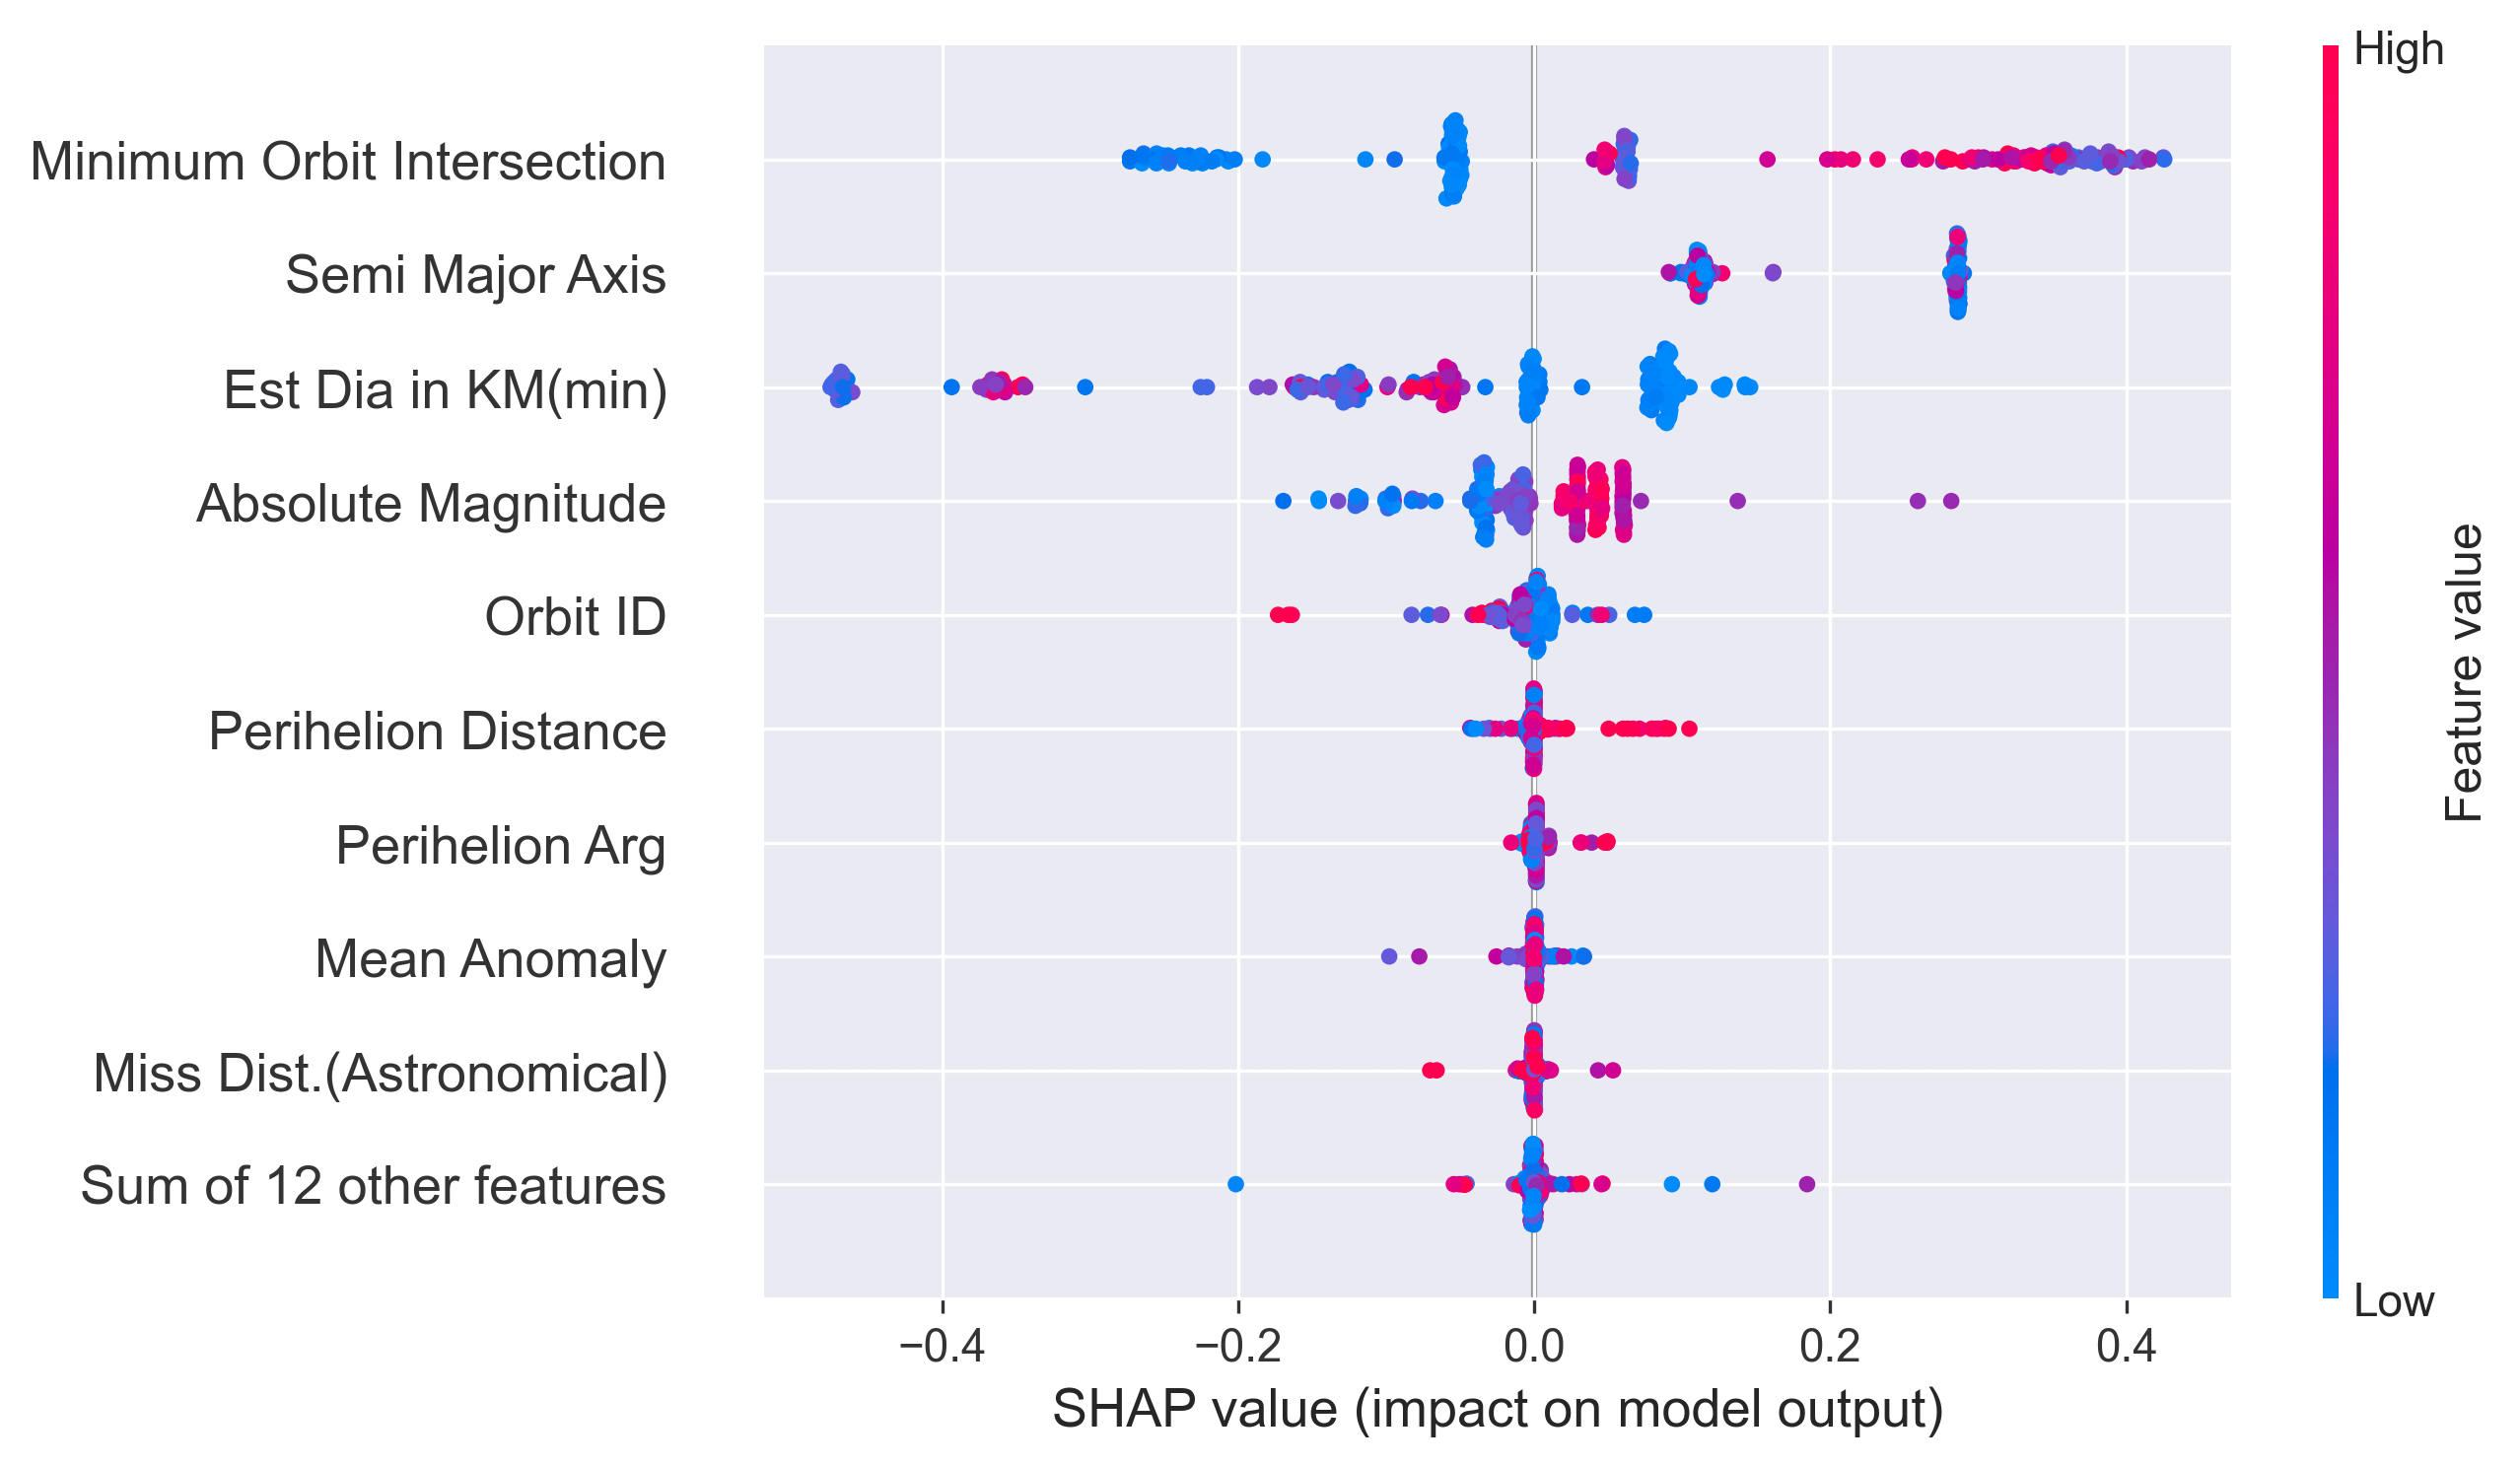 High
Minimum Orbit Intersection
Semi Major Axis
Est Dia in KM(min)
Absolute Magnitude
Orbit ID
Perihelion Distance
Perihelion Arg
Mean Anomaly
Miss Dist.(Astronomical)
Sum of 12 other features
Feature value
Low
−0.4 −0.2 0.0 0.2 0.4
SHAP value (impact on model output)